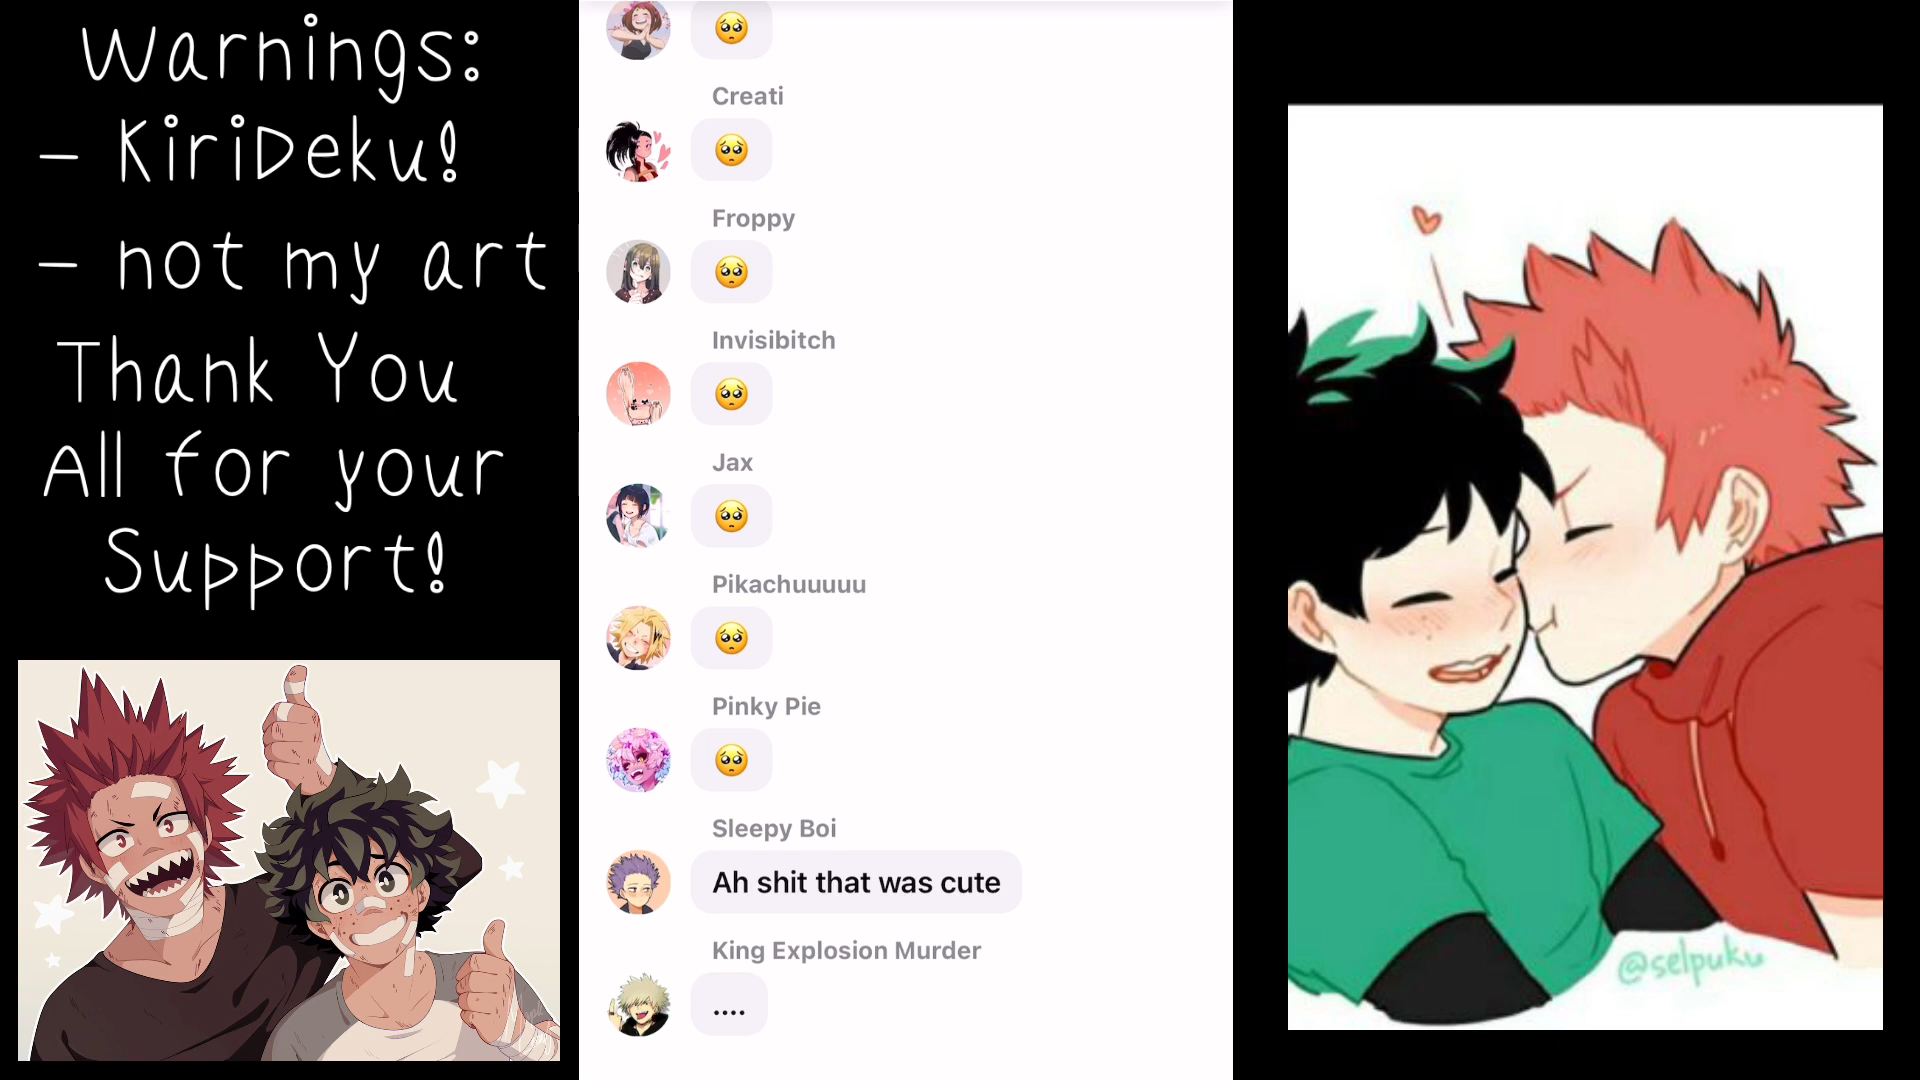 Warnings:
- KiriDeku!
- not my art
Thank You
All for your
Support!
🥺
Creati
🥺
Froppy
🥺
Invisibitch
🥺
Jax
🥺
Pikachuuuuu
🥺
Pinky Pie
🥺
Sleepy Boi
Ah shit that was cute
King Explosion Murder
....
@selpuku